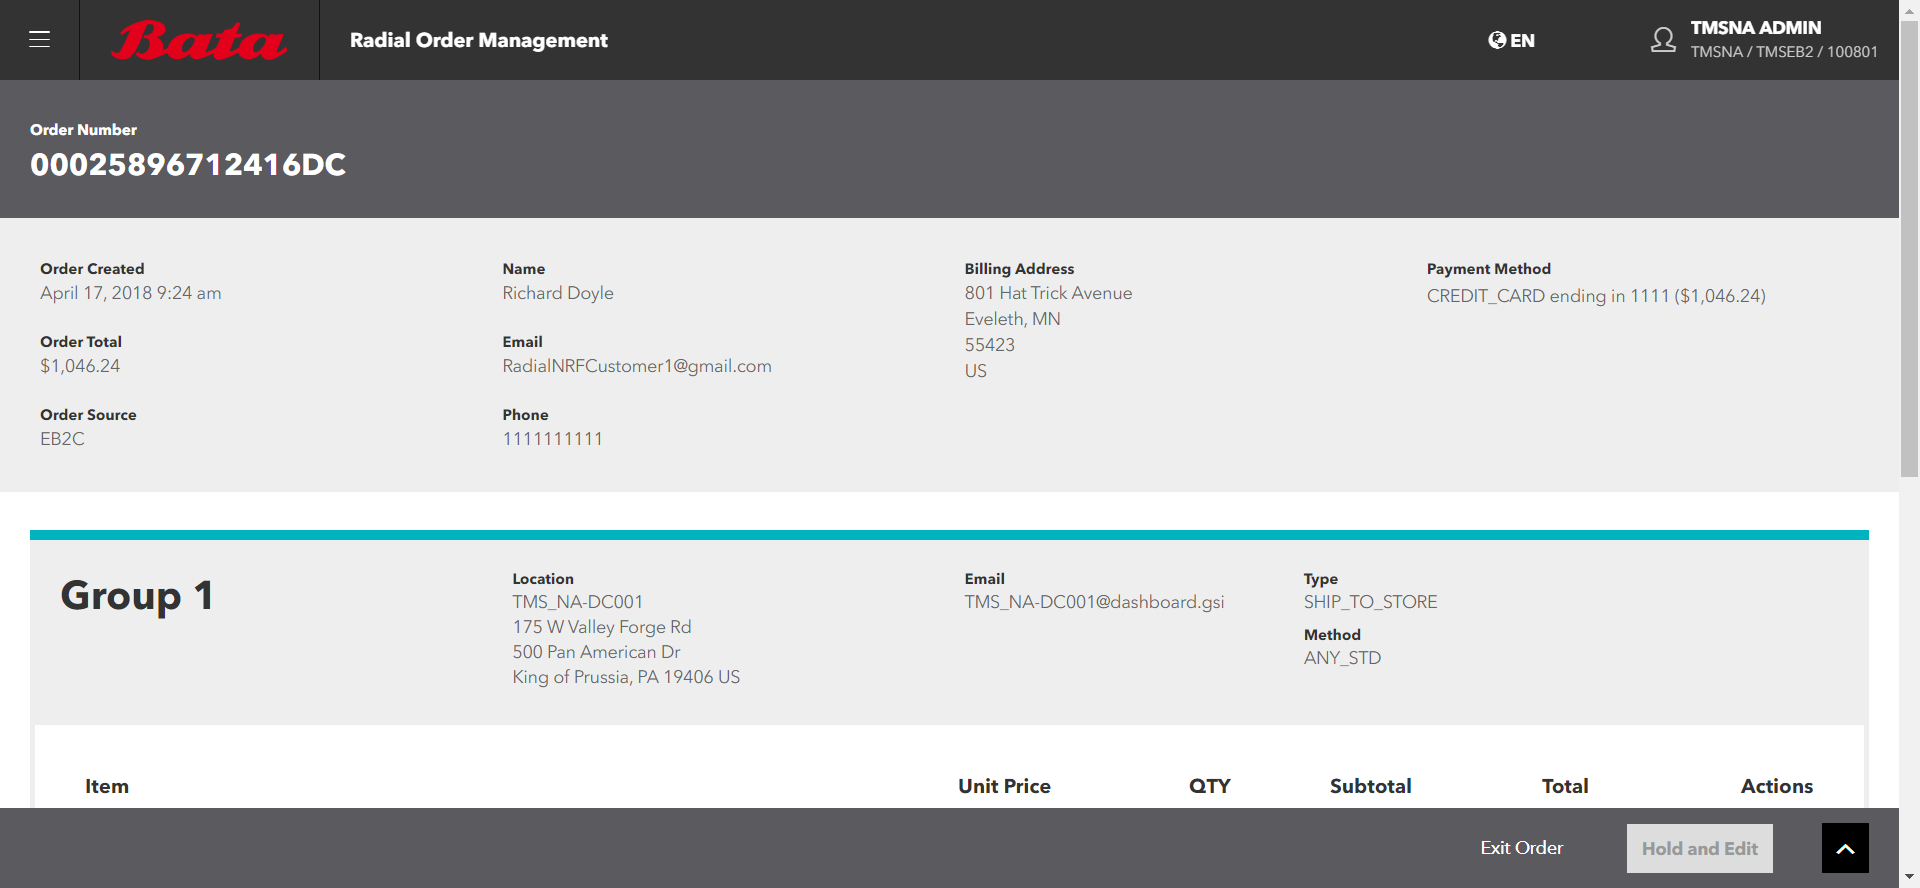 Bata
Radial Order Management
EN
TMSNA ADMIN
TMSNA / TMSEB2 / 100801
Order Number
00025896712416DC
Order Created
April 17, 2018 9:24 am
Order Total
$1,046.24
Order Source
EB2C
Name
Richard Doyle
Email
RadialNRFCustomer1@gmail.com
Phone
1111111111
Billing Address
801 Hat Trick Avenue
Eveleth, MN
55423
US
Payment Method
CREDIT_CARD ending in 1111 ($1,046.24)
Group 1
Location
TMS_NA-DC001
175 W Valley Forge Rd
500 Pan American Dr
King of Prussia, PA 19406 US
Email
TMS_NA-DC001@dashboard.gsi
Type
SHIP_TO_STORE
Method
ANY_STD
Item Unit Price QTY Subtotal Total Actions
Exit Order
Hold and Edit